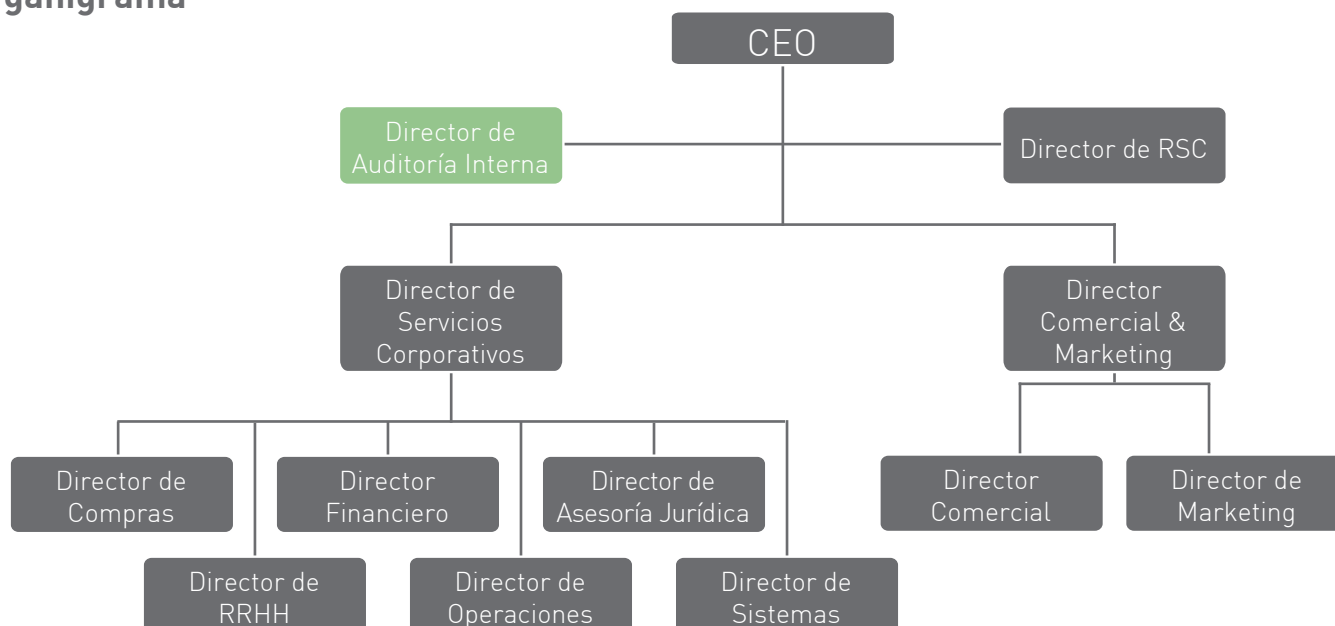 ganigrama
CEO
Director de
Auditoría Interna
Director de RSC
Director de
Servicios
Corporativos
Director
Comercial &
Marketing
Director de
Compras
Director
Financiero
Director de
Asesoría Jurídica
Director
Comercial
Director de
Marketing
Director de
RRHH
Director de
Operaciones
Director de
Sistemas